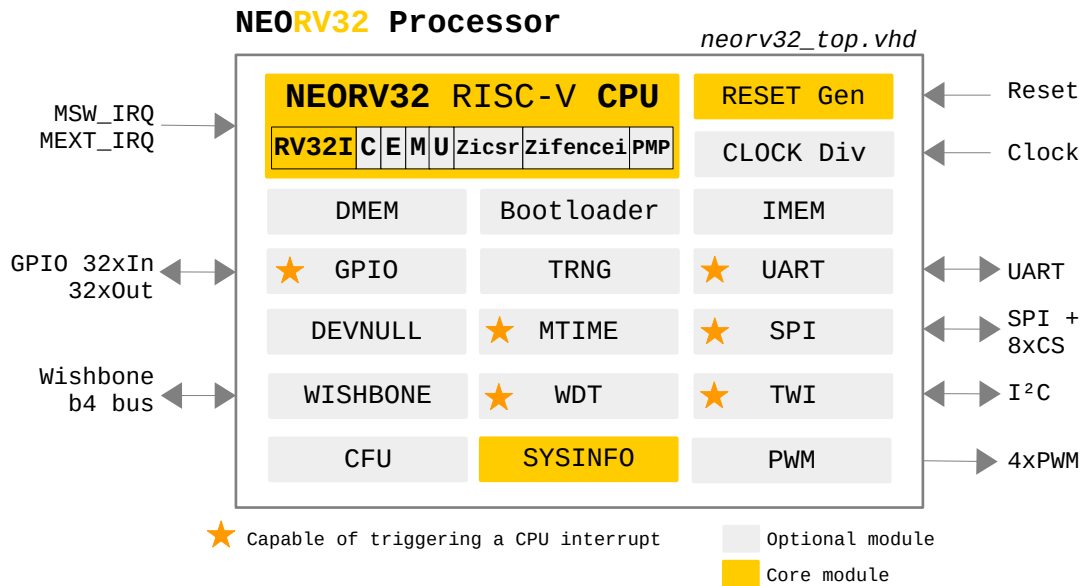 NEORV32 Processor
neorv32_top.vhd
NEORV32 RISC-V CPU
RV32I C E M U Zicsr Zifencei PMP
RESET Gen
CLOCK Div
MSW_IRQ
MEXT_IRQ
Reset
Clock
DMEM
Bootloader
IMEM
GPIO 32xIn
32xOut
GPIO
TRNG
UART
UART
DEVNULL
MTIME
SPI
SPI +
8xCS
Wishbone
b4 bus
WISHBONE
WDT
TWI
I²C
CFU
SYSINFO
PWM
4xPWM
Capable of triggering a CPU interrupt
Optional module
Core module